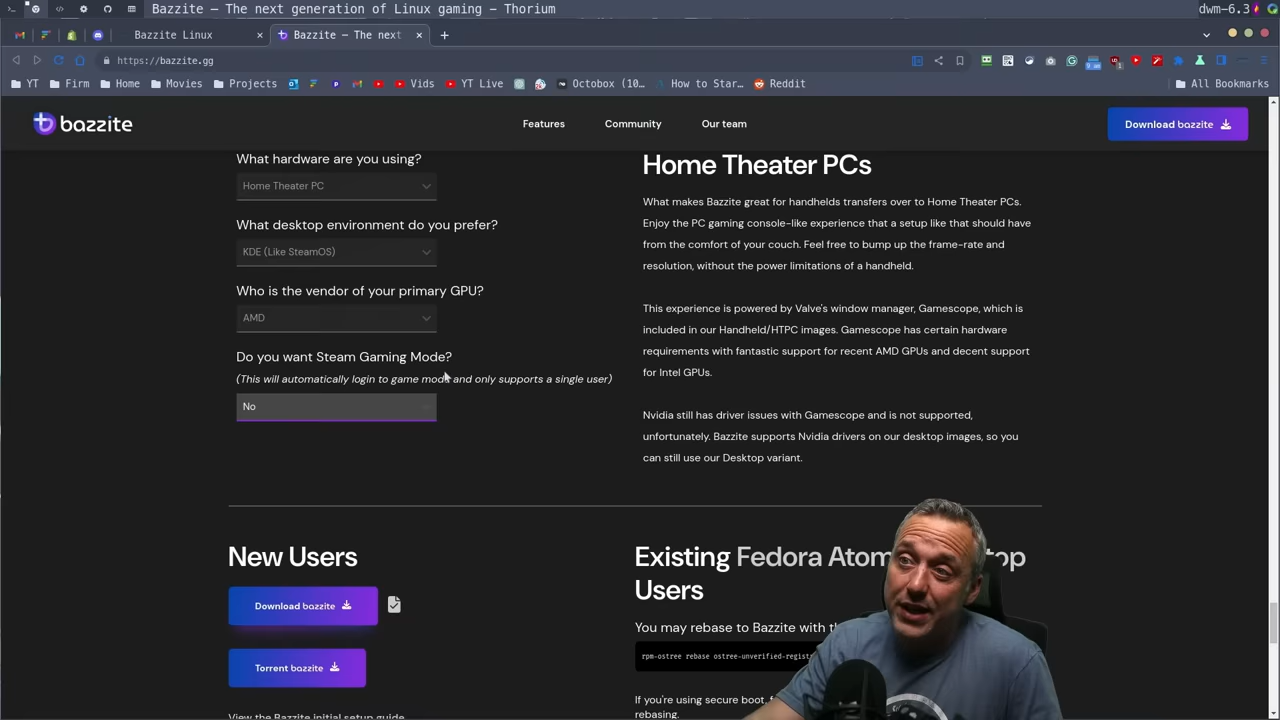 Bazzite — The next generation of Linux gaming - Thorium
dwm-6.3
Bazzite Linux
Bazzite — The next
https://bazzite.gg
YT
Firm
Home
Movies
Projects
Vids
YT Live
Octobox (10…
How to Star…
Reddit
All Bookmarks
bazzite
Features
Community
Our team
Download bazzite
What hardware are you using?
Home Theater PC
What desktop environment do you prefer?
KDE (Like SteamOS)
Who is the vendor of your primary GPU?
AMD
Do you want Steam Gaming Mode?
(This will automatically login to game mode and only supports a single user)
No
Home Theater PCs
What makes Bazzite great for handhelds transfers over to Home Theater PCs.
Enjoy the PC gaming console-like experience that a setup like that should have
from the comfort of your couch. Feel free to bump up the frame-rate and
resolution, without the power limitations of a handheld.
This experience is powered by Valve's window manager, Gamescope, which is
included in our Handheld/HTPC images. Gamescope has certain hardware
requirements with fantastic support for recent AMD GPUs and decent support
for Intel GPUs.
Nvidia still has driver issues with Gamescope and is not supported,
unfortunately. Bazzite supports Nvidia drivers on our desktop images, so you
can still use our Desktop variant.
New Users
Download bazzite
Torrent bazzite
View the Bazzite initial setup guide
Existing Fedora Atom top
Users
You may rebase to Bazzite with th
rpm-ostree rebase ostree-unverified-registr
If you're using secure boot, f
rebasing.